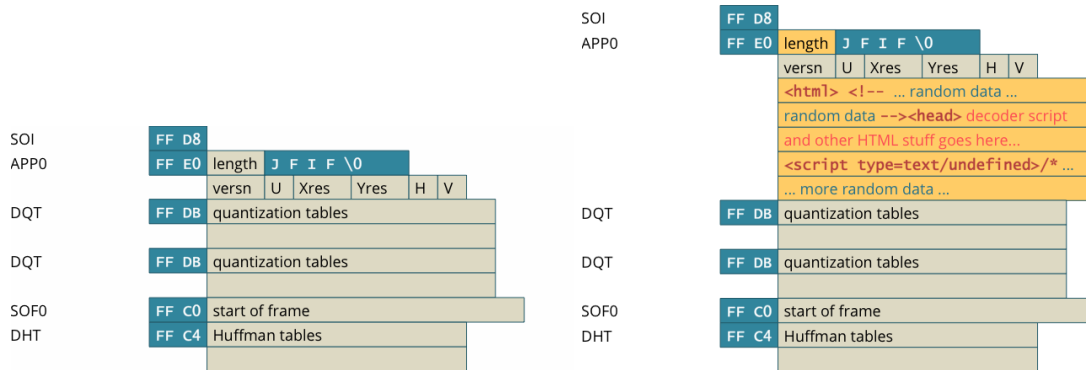 SOI FF D8
APP0 FF E0 length J F I F \0
versn U Xres Yres H V
DQT FF DB quantization tables
DQT FF DB quantization tables
SOF0 FF C0 start of frame
DHT FF C4 Huffman tables
SOI FF D8
APP0 FF E0 length J F I F \0
versn U Xres Yres H V
<html> <!-- ... random data ...
random data --><head> decoder script
and other HTML stuff goes here...
<script type=text/undefined>/* ...
... more random data ...
DQT FF DB quantization tables
DQT FF DB quantization tables
SOF0 FF C0 start of frame
DHT FF C4 Huffman tables